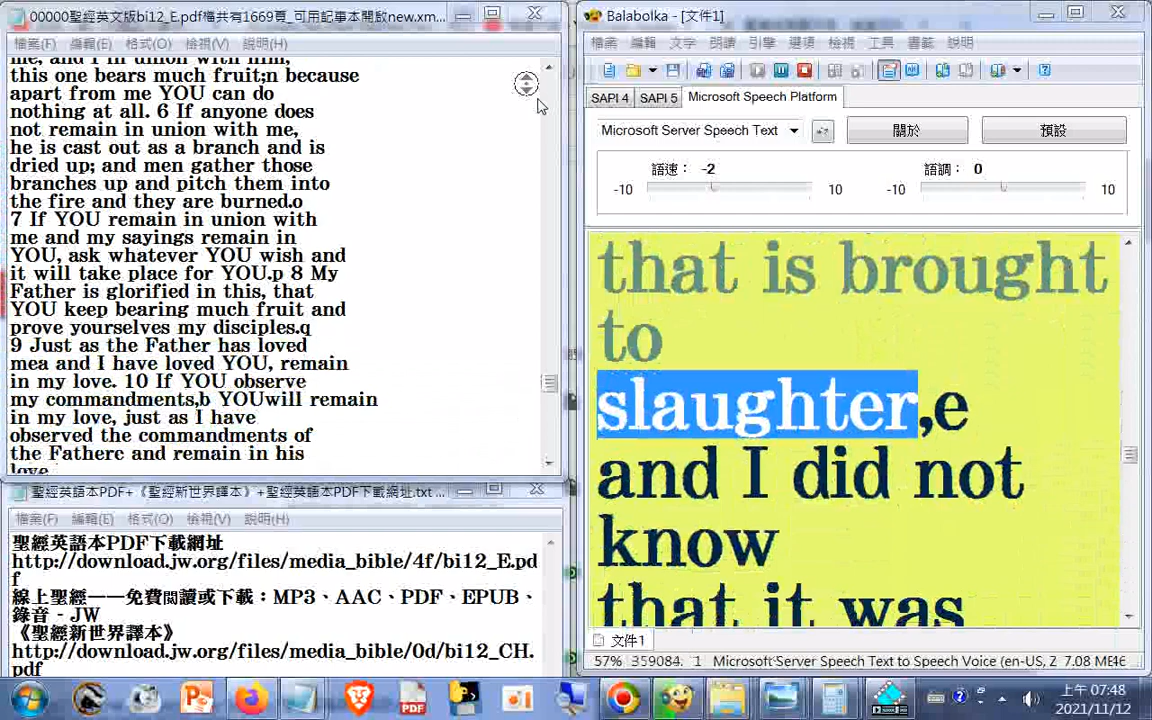 00000聖經英文版bi12_E.pdf檔共有1669頁_可用記事本開啟new.xm...
檔案(F) 編輯(E) 格式(O) 檢視(V) 說明(H)
me, and I in union with him,
this one bears much fruit;n because
apart from me YOU can do
nothing at all. 6 If anyone does
not remain in union with me,
he is cast out as a branch and is
dried up; and men gather those
branches up and pitch them into
the fire and they are burned.o
7 If YOU remain in union with
me and my sayings remain in
YOU, ask whatever YOU wish and
it will take place for YOU.p 8 My
Father is glorified in this, that
YOU keep bearing much fruit and
prove yourselves my disciples.q
9 Just as the Father has loved
mea and I have loved YOU, remain
in my love. 10 If YOU observe
my commandments,b YOUwill remain
in my love, just as I have
observed the commandments of
the Fatherc and remain in his
love.
聖經英語本PDF+《聖經新世界譯本》+聖經英語本PDF下載網址.txt ...
檔案(F) 編輯(E) 格式(O) 檢視(V) 說明(H)
聖經英語本PDF下載網址
http://download.jw.org/files/media_bible/4f/bi12_E.pd
f
線上聖經——免費閱讀或下載：MP3、AAC、PDF、EPUB、
錄音 - JW
《聖經新世界譯本》
http://download.jw.org/files/media_bible/0d/bi12_CH.
pdf
Balabolka - [文件1]
檔案 編輯 文字 朗讀 引擎 選項 檢視 工具 書籤 說明
SAPI 4 SAPI 5 Microsoft Speech Platform
Microsoft Server Speech Text 關於 預設
語速： -2 語調： 0
-10 10 -10 10
that is brought
to
slaughter,e
and I did not
know
that it was
文件1
57% 359084: 1 Microsoft Server Speech Text to Speech Voice (en-US, Z 7.08 ME46
上午 07:48
2021/11/12